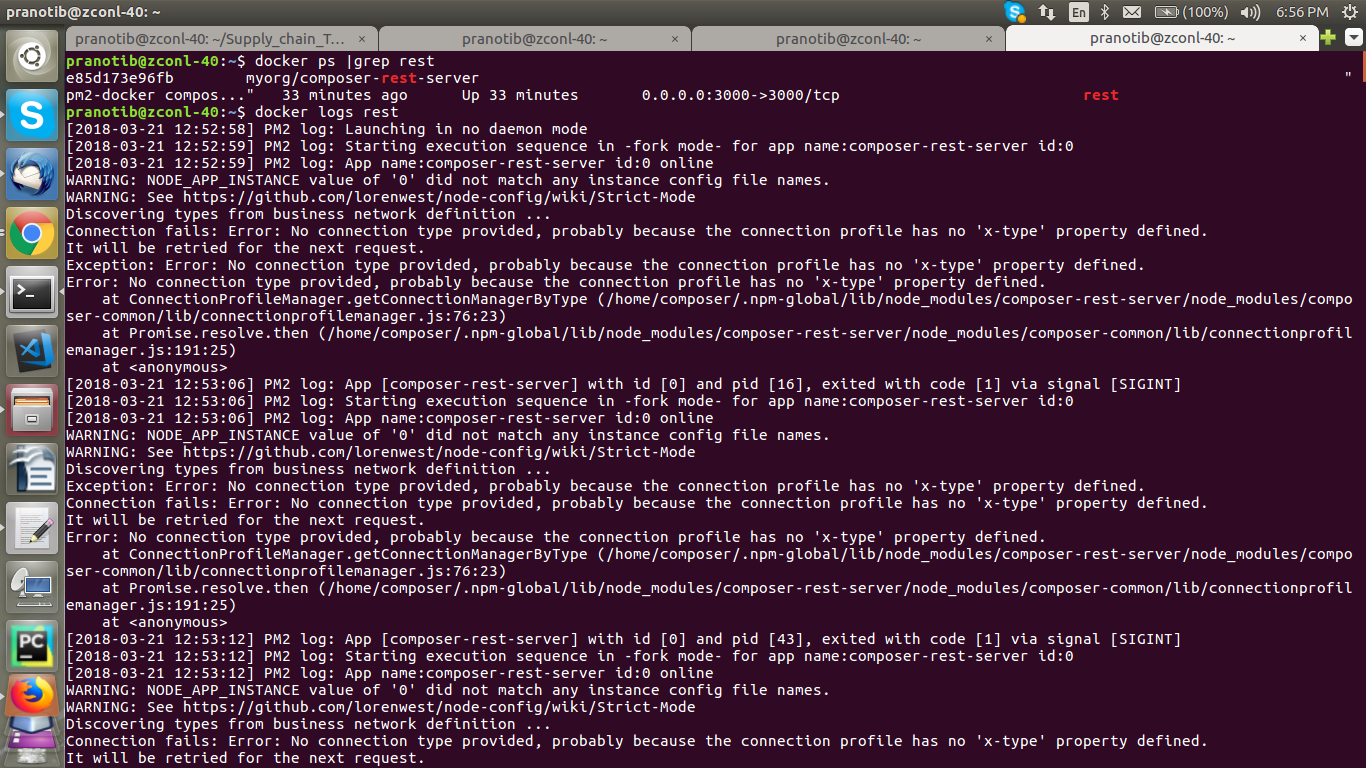 pranotib@zconl-40: ~
En
(100%)
6:56 PM
pranotib@zconl-40: ~/Supply_chain_T... ×
pranotib@zconl-40: ~ ×
pranotib@zconl-40: ~ ×
pranotib@zconl-40: ~ ×
pranotib@zconl-40:~$ docker ps |grep rest
e85d173e96fb        myorg/composer-rest-server        "
pm2-docker compos..."   33 minutes ago      Up 33 minutes       0.0.0.0:3000->3000/tcp        rest
pranotib@zconl-40:~$ docker logs rest
[2018-03-21 12:52:58] PM2 log: Launching in no daemon mode
[2018-03-21 12:52:59] PM2 log: Starting execution sequence in -fork mode- for app name:composer-rest-server id:0
[2018-03-21 12:52:59] PM2 log: App name:composer-rest-server id:0 online
WARNING: NODE_APP_INSTANCE value of '0' did not match any instance config file names.
WARNING: See https://github.com/lorenwest/node-config/wiki/Strict-Mode
Discovering types from business network definition ...
Connection fails: Error: No connection type provided, probably because the connection profile has no 'x-type' property defined.
It will be retried for the next request.
Exception: Error: No connection type provided, probably because the connection profile has no 'x-type' property defined.
Error: No connection type provided, probably because the connection profile has no 'x-type' property defined.
    at ConnectionProfileManager.getConnectionManagerByType (/home/composer/.npm-global/lib/node_modules/composer-rest-server/node_modules/compo
ser-common/lib/connectionprofilemanager.js:76:23)
    at Promise.resolve.then (/home/composer/.npm-global/lib/node_modules/composer-rest-server/node_modules/composer-common/lib/connectionprofil
emanager.js:191:25)
    at <anonymous>
[2018-03-21 12:53:06] PM2 log: App [composer-rest-server] with id [0] and pid [16], exited with code [1] via signal [SIGINT]
[2018-03-21 12:53:06] PM2 log: Starting execution sequence in -fork mode- for app name:composer-rest-server id:0
[2018-03-21 12:53:06] PM2 log: App name:composer-rest-server id:0 online
WARNING: NODE_APP_INSTANCE value of '0' did not match any instance config file names.
WARNING: See https://github.com/lorenwest/node-config/wiki/Strict-Mode
Discovering types from business network definition ...
Exception: Error: No connection type provided, probably because the connection profile has no 'x-type' property defined.
Connection fails: Error: No connection type provided, probably because the connection profile has no 'x-type' property defined.
It will be retried for the next request.
Error: No connection type provided, probably because the connection profile has no 'x-type' property defined.
    at ConnectionProfileManager.getConnectionManagerByType (/home/composer/.npm-global/lib/node_modules/composer-rest-server/node_modules/compo
ser-common/lib/connectionprofilemanager.js:76:23)
    at Promise.resolve.then (/home/composer/.npm-global/lib/node_modules/composer-rest-server/node_modules/composer-common/lib/connectionprofil
emanager.js:191:25)
    at <anonymous>
[2018-03-21 12:53:12] PM2 log: App [composer-rest-server] with id [0] and pid [43], exited with code [1] via signal [SIGINT]
[2018-03-21 12:53:12] PM2 log: Starting execution sequence in -fork mode- for app name:composer-rest-server id:0
[2018-03-21 12:53:12] PM2 log: App name:composer-rest-server id:0 online
WARNING: NODE_APP_INSTANCE value of '0' did not match any instance config file names.
WARNING: See https://github.com/lorenwest/node-config/wiki/Strict-Mode
Discovering types from business network definition ...
Connection fails: Error: No connection type provided, probably because the connection profile has no 'x-type' property defined.
It will be retried for the next request.
S
>_
PC